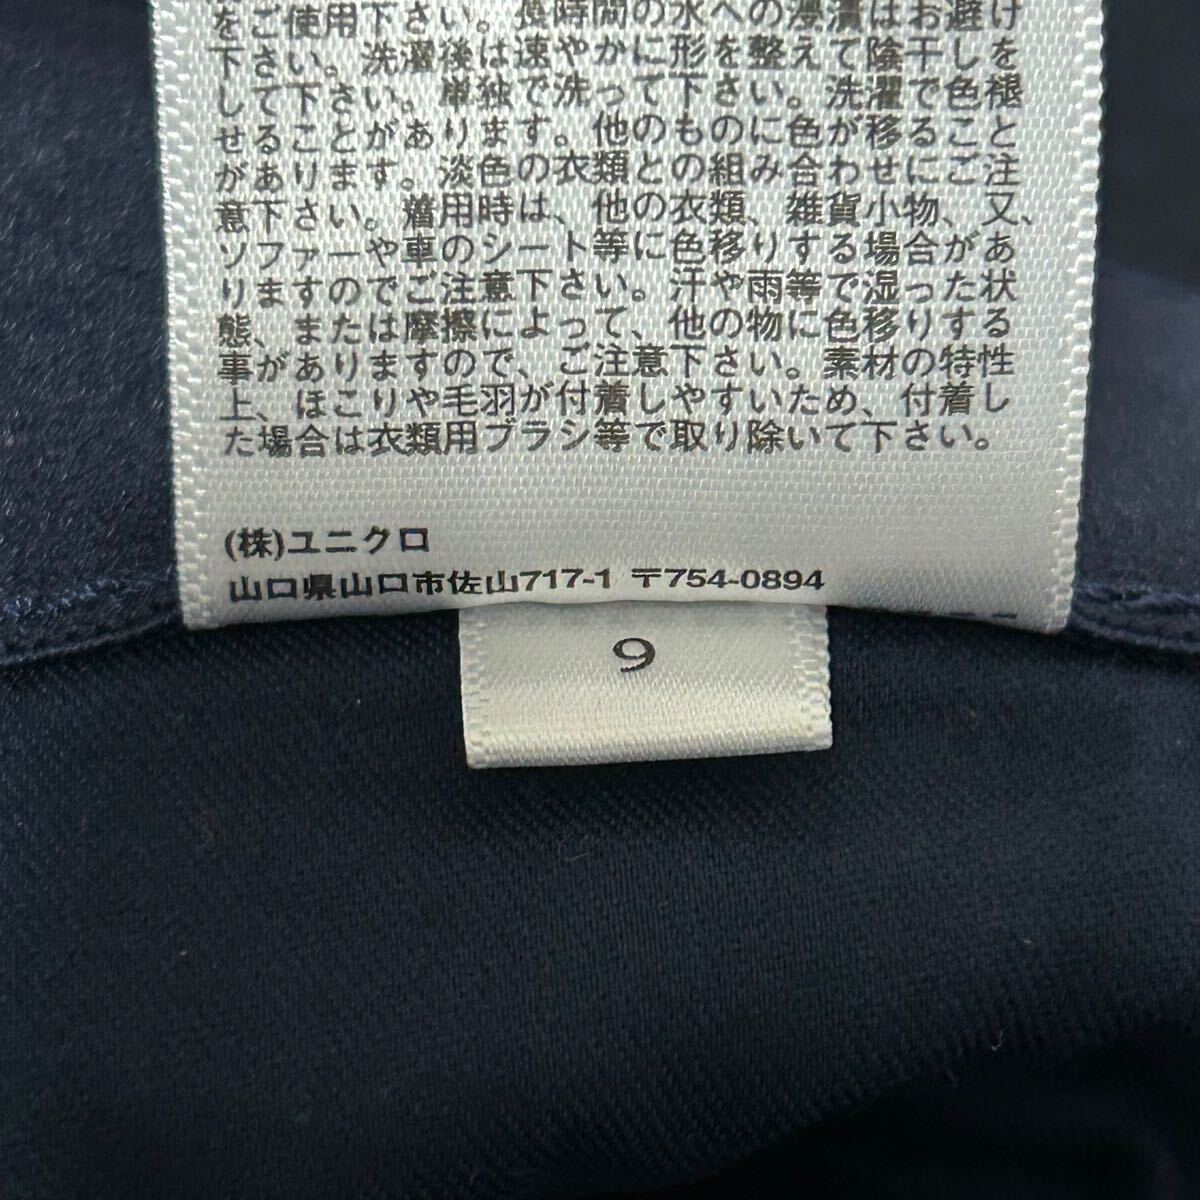 ご使用下さい。長時間の水への浸漬はお避け
下さい。洗濯後は速やかに形を整えて陰干しを
して下さい。単独で洗って下さい。洗濯で色褪
せることがあります。他のものに色が移ること
があります。淡色の衣類との組み合わせにご注
意下さい。着用時は、他の衣類、雑貨小物、又、
ソファーや車のシート等に色移りする場合があ
りますのでご注意下さい。汗や雨等で湿った状
態、または摩擦によって、他の物に色移りする
事がありますので、ご注意下さい。素材の特性
上、ほこりや毛羽が付着しやすいため、付着し
た場合は衣類用ブラシ等で取り除いて下さい。
(株)ユニクロ
山口県山口市佐山717-1 〒754-0894
9